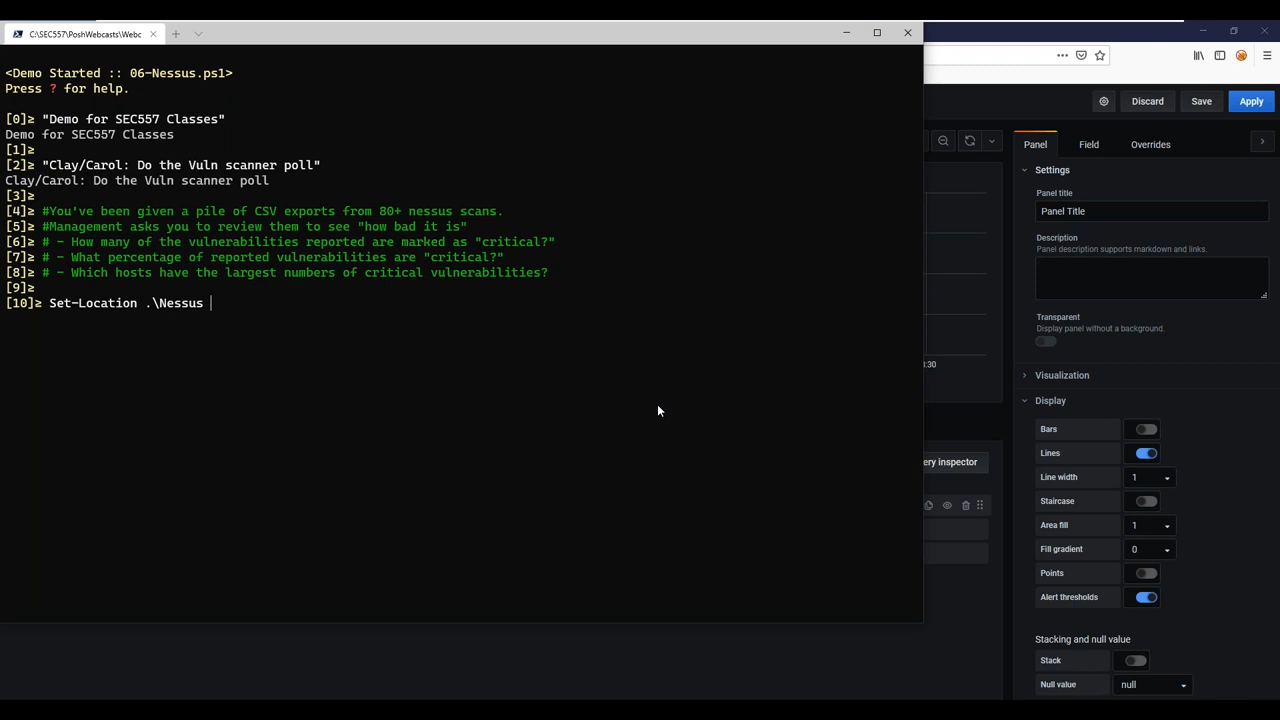 C:\SEC557\PoshWebcasts\Webc
<Demo Started :: 06-Nessus.ps1>
Press ? for help.
[0]≥ "Demo for SEC557 Classes"
Demo for SEC557 Classes
[1]≥
[2]≥ "Clay/Carol: Do the Vuln scanner poll"
Clay/Carol: Do the Vuln scanner poll
[3]≥
[4]≥ #You've been given a pile of CSV exports from 80+ nessus scans.
[5]≥ #Management asks you to review them to see "how bad it is"
[6]≥ # - How many of the vulnerabilities reported are marked as "critical?"
[7]≥ # - What percentage of reported vulnerabilities are "critical?"
[8]≥ # - Which hosts have the largest numbers of critical vulnerabilities?
[9]≥
[10]≥ Set-Location .\Nessus
Discard
Save
Apply
Panel
Field
Overrides
Settings
Panel title
Panel Title
Description
Panel description supports markdown and links.
Transparent
Display panel without a background.
:30
Visualization
Display
Bars
Lines
ery inspector
Line width
1
Staircase
Area fill
1
Fill gradient
0
Points
Alert thresholds
Stacking and null value
Stack
Null value
null